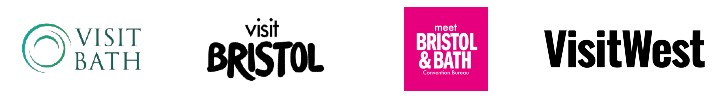 VISIT
BATH
visit
BRISTOL
meet
BRISTOL
& BATH
Convention Bureau
VisitWest